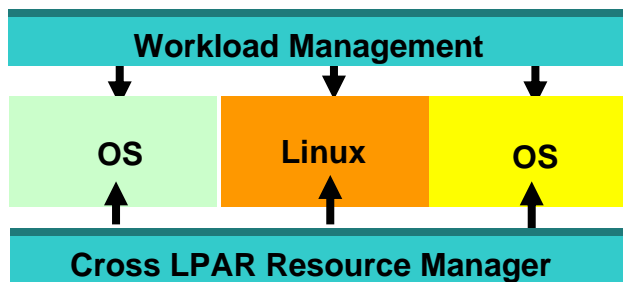 Workload Management
OS Linux OS
Cross LPAR Resource Manager